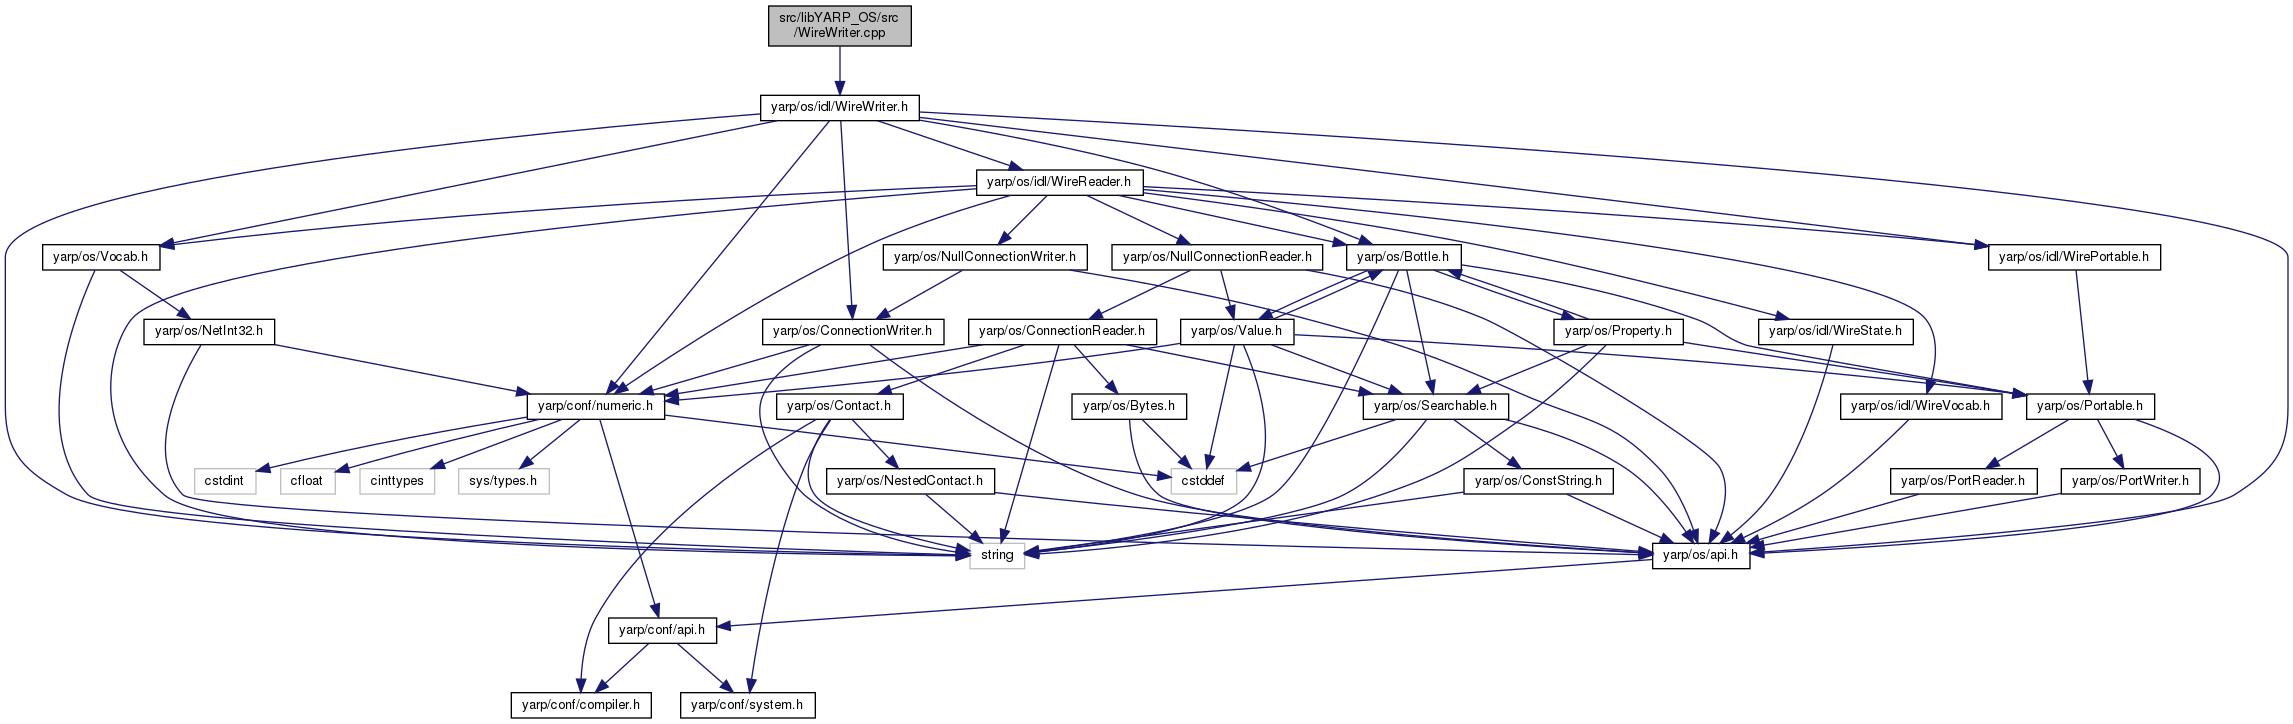 src/libYARP_OS/src
/WireWriter.cpp
yarp/os/idl/WireWriter.h
yarp/os/idl/WireReader.h
yarp/os/Vocab.h
yarp/os/NullConnectionWriter.h
yarp/os/NullConnectionReader.h
yarp/os/Bottle.h
yarp/os/idl/WirePortable.h
yarp/os/NetInt32.h
yarp/os/ConnectionWriter.h
yarp/os/ConnectionReader.h
yarp/os/Value.h
yarp/os/Property.h
yarp/os/idl/WireState.h
yarp/conf/numeric.h
yarp/os/Contact.h
yarp/os/Bytes.h
yarp/os/Searchable.h
yarp/os/idl/WireVocab.h
yarp/os/Portable.h
cstdint
cfloat
cinttypes
sys/types.h
yarp/os/NestedContact.h
cstddef
yarp/os/ConstString.h
yarp/os/PortReader.h
yarp/os/PortWriter.h
string
yarp/os/api.h
yarp/conf/api.h
yarp/conf/compiler.h
yarp/conf/system.h